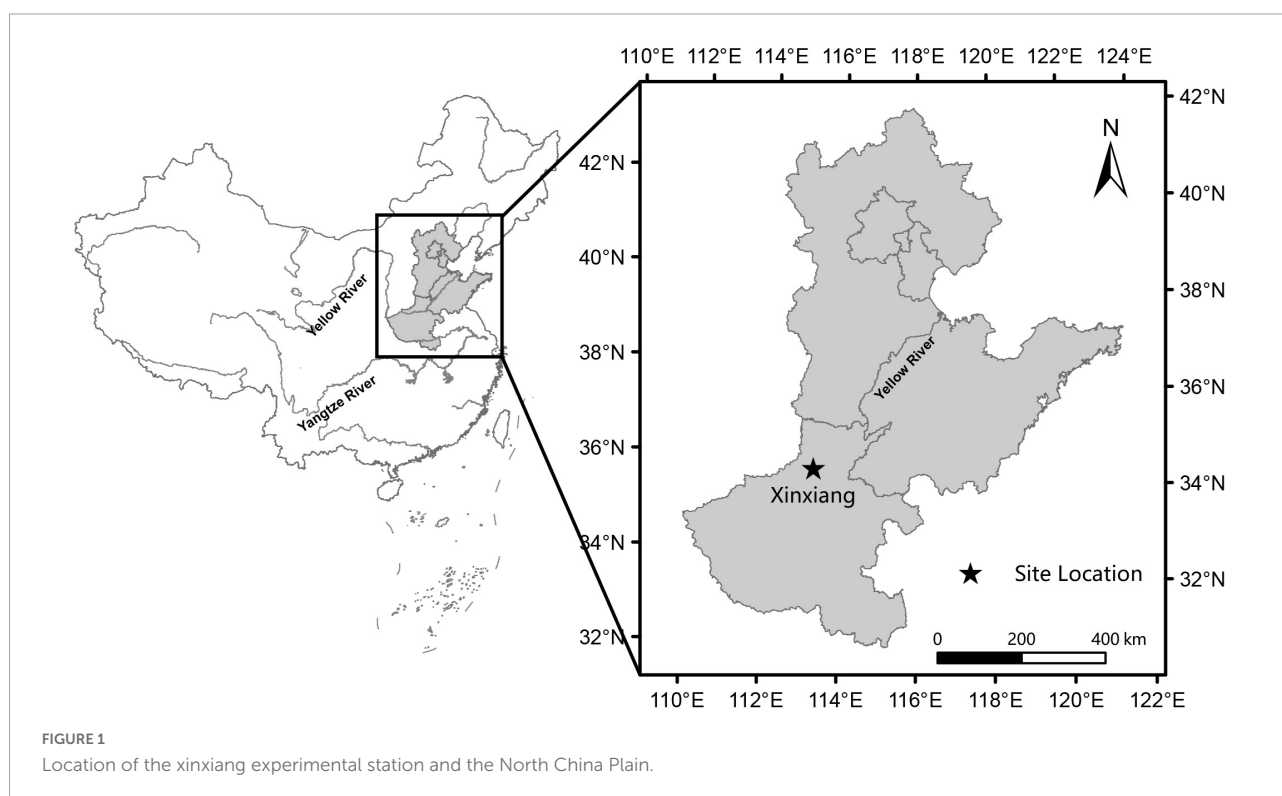 110°E 112°E 114°E 116°E 118°E 120°E 122°E 124°E
42°N
40°N
38°N
36°N
34°N
32°N
Yellow River
Yangtze River
N
Yellow River
Xinxiang
Site Location
0 200 400 km
42°N
40°N
38°N
36°N
34°N
32°N
110°E 112°E 114°E 116°E 118°E 120°E 122°E
FIGURE 1
Location of the xinxiang experimental station and the North China Plain.